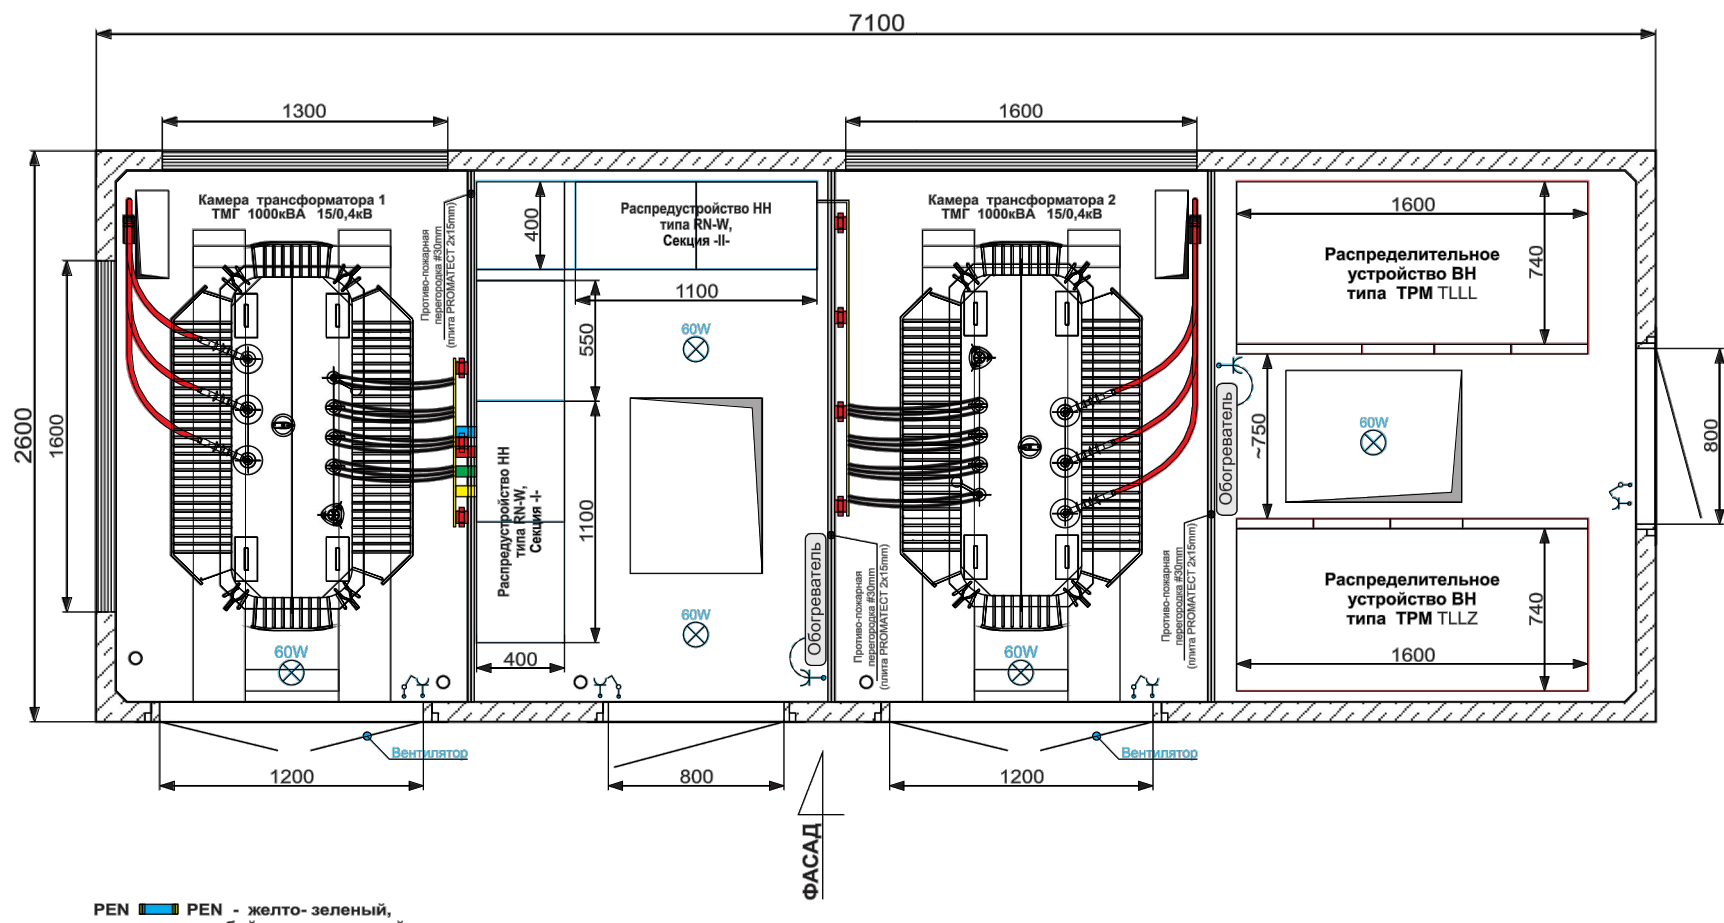 7100
1300
1600
Камера трансформатора 1
ТМГ 1000кВА 15/0,4кВ
Противо-пожарная
перегородка #30mm
(плита PROMATECT 2x15mm)
400
Распредустройство НН
типа RN-W,
Секция -II-
1100
Камера трансформатора 2
ТМГ 1000кВА 15/0,4кВ
1600
740
Распределительное
устройство ВН
типа ТРМ TLLL
2600
1600
550
60W
Обогреватель
~750
60W
800
Распредустройство НН
типа RN-W,
Секция -I-
1100
Обогреватель
Противо-пожарная
перегородка #30mm
(плита PROMATECT 2x15mm)
Противо-пожарная
перегородка #30mm
(плита PROMATECT 2x15mm)
740
Распределительное
устройство ВН
типа ТРМ TLLZ
1600
60W
60W
400
60W
Вентилятор
Вентилятор
1200
800
1200
ФАСАД
PEN PEN - желто- зеленый,